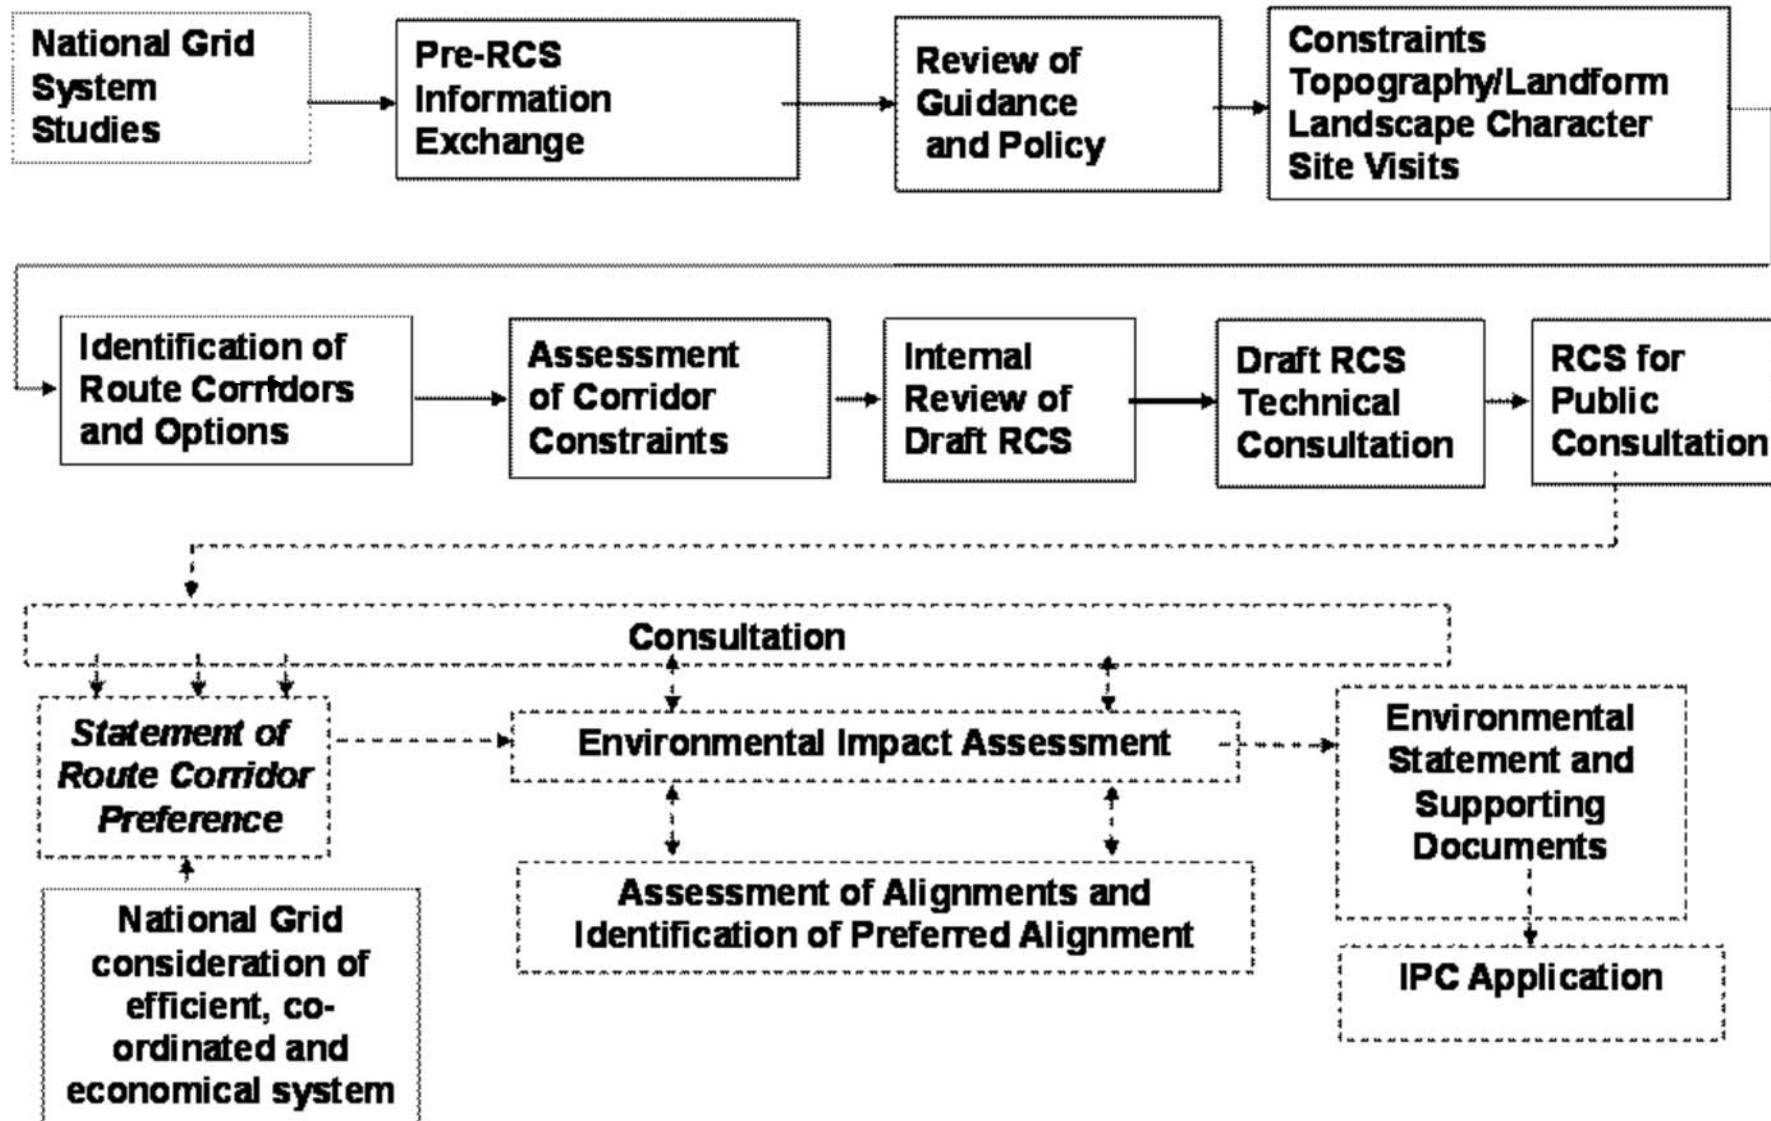 National Grid
System
Studies
Pre-RCS
Information
Exchange
Review of
Guidance
and Policy
Constraints
Topography/Landform
Landscape Character
Site Visits
Identification of
Route Corridors
and Options
Assessment
of Corridor
Constraints
Internal
Review of
Draft RCS
Draft RCS
Technical
Consultation
RCS for
Public
Consultation
Consultation
Statement of
Route Corridor
Preference
Environmental Impact Assessment
Environmental
Statement and
Supporting
Documents
National Grid
consideration of
efficient, co-
ordinated and
economical system
Assessment of Alignments and
Identification of Preferred Alignment
IPC Application